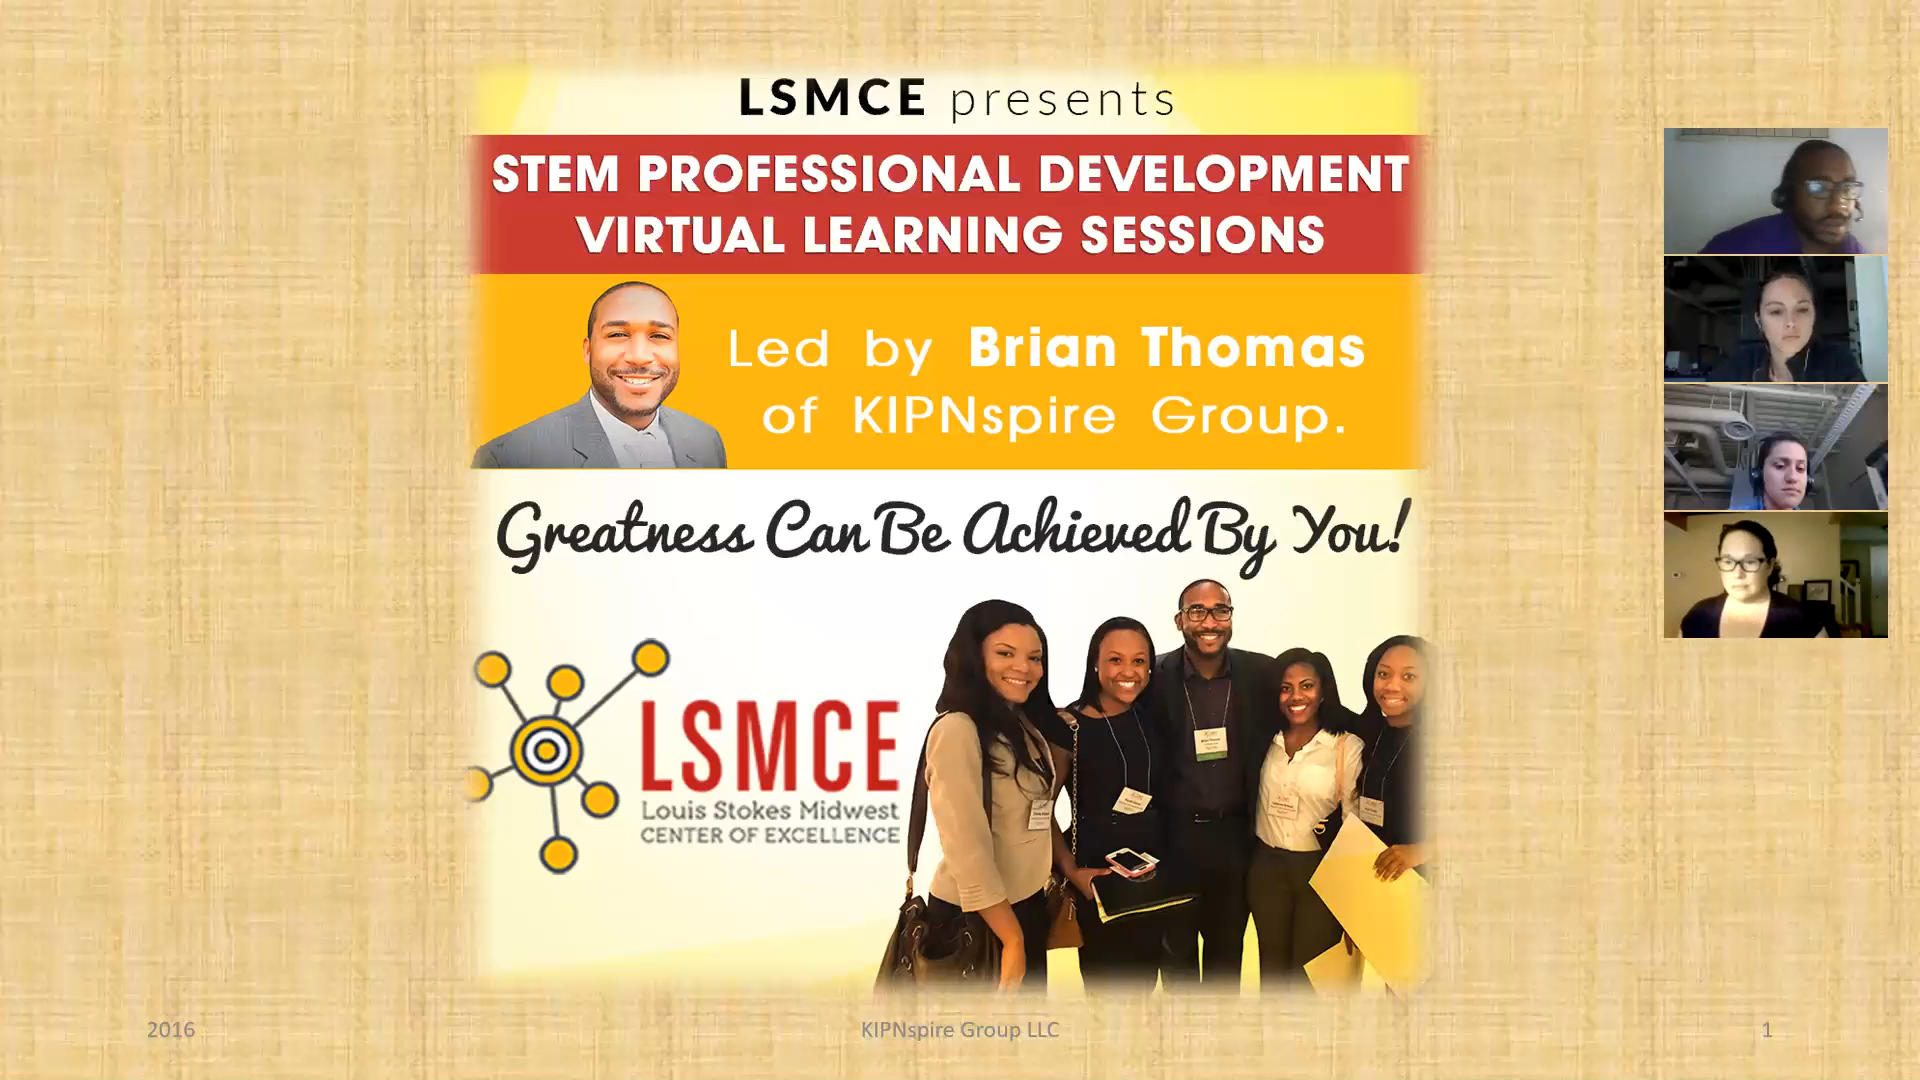 LSMCE presents
STEM PROFESSIONAL DEVELOPMENT
VIRTUAL LEARNING SESSIONS
Led by Brian Thomas
of KIPNspire Group.
Greatness Can Be Achieved By You!
LSMCE
Louis Stokes Midwest
CENTER OF EXCELLENCE
2016
KIPNspire Group LLC
1